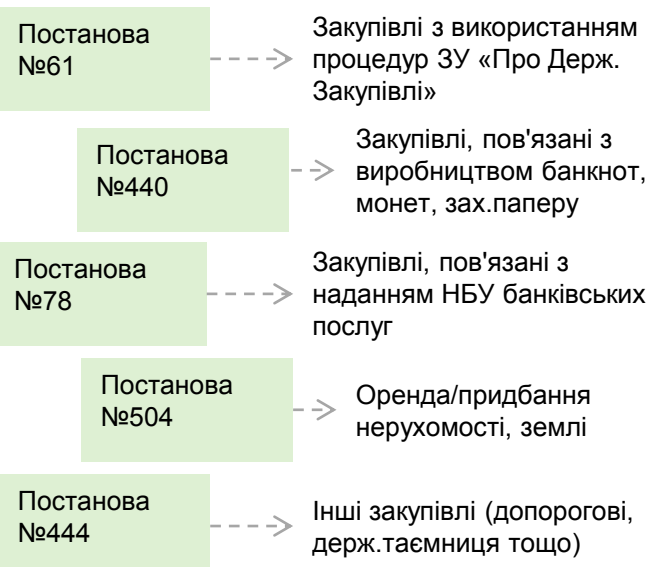 Постанова
№61
Закупівлі з використанням
процедур ЗУ «Про Держ.
Закупівлі»
Постанова
№440
Закупівлі, пов'язані з
виробництвом банкнот,
монет, зах.паперу
Постанова
№78
Закупівлі, пов'язані з
наданням НБУ банківських
послуг
Постанова
№504
Оренда/придбання
нерухомості, землі
Постанова
№444
Інші закупівлі (допорогові,
держ.таємниця тощо)